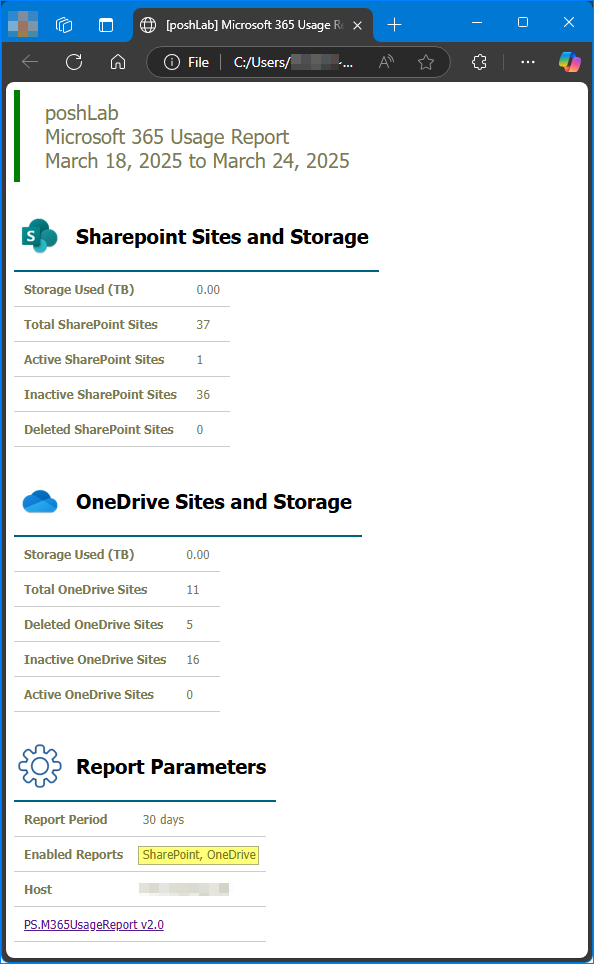 [poshLab] Microsoft 365 Usage Re
File C:/Users/ ~...
poshLab
Microsoft 365 Usage Report
March 18, 2025 to March 24, 2025
S Sharepoint Sites and Storage
Storage Used (TB) 0.00
Total SharePoint Sites 37
Active SharePoint Sites 1
Inactive SharePoint Sites 36
Deleted SharePoint Sites 0
OneDrive Sites and Storage
Storage Used (TB) 0.00
Total OneDrive Sites 11
Deleted OneDrive Sites 5
Inactive OneDrive Sites 16
Active OneDrive Sites 0
Report Parameters
Report Period 30 days
Enabled Reports SharePoint, OneDrive
Host
PS.M365UsageReport v2.0